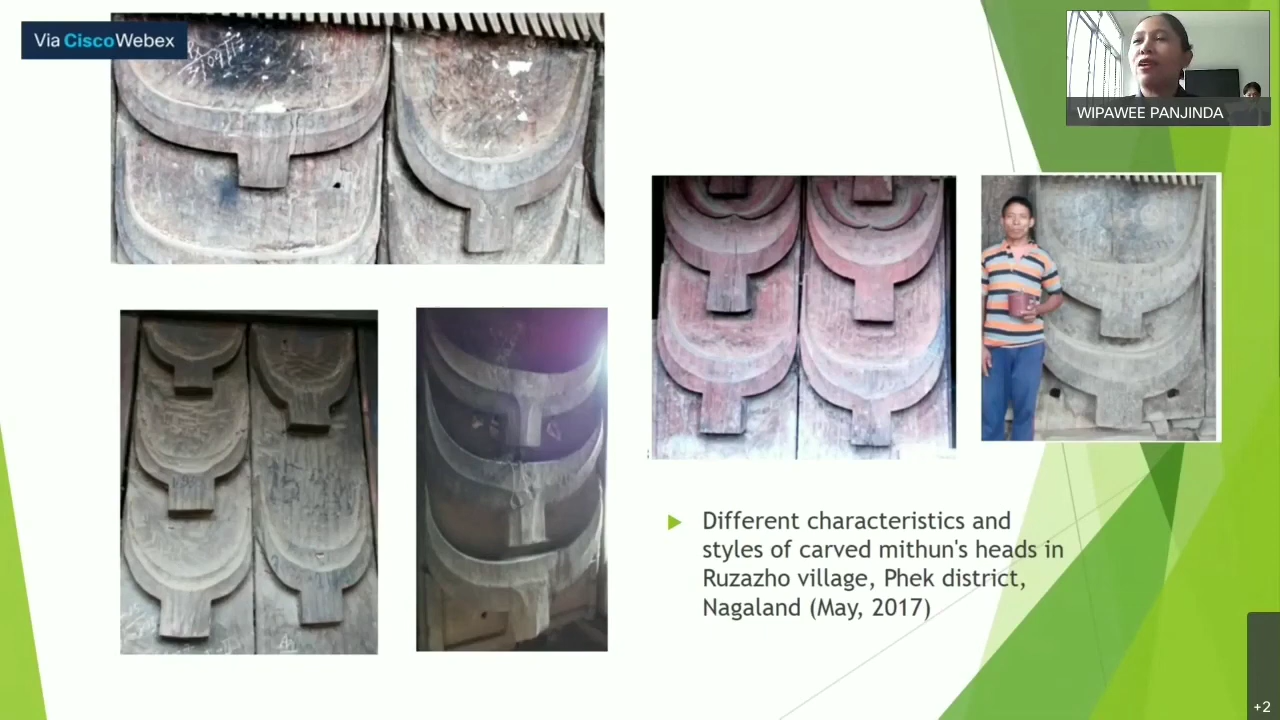 Via CiscoWebex
WIPAWEE PANJINDA
Different characteristics and
styles of carved mithun's heads in
Ruzazho village, Phek district,
Nagaland (May, 2017)
+2